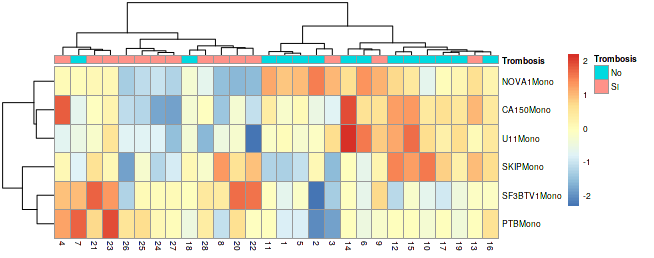 Trombosis
NOVA1Mono
CA150Mono
U11Mono
SKIPMono
SF3BTV1Mono
PTBMono
4 7 21 23 26 25 24 27 18 28 8 20 22 11 1 5 2 3 14 6 9 12 15 10 17 19 13 16
2
1
0
-1
-2
Trombosis
No
SI